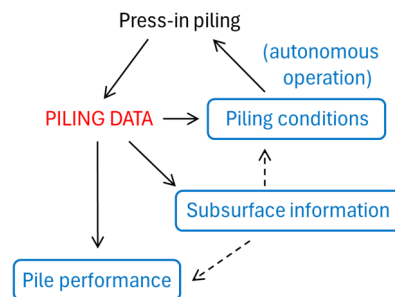 Press-in piling
(autonomous
operation)
PILING DATA
Piling conditions
Subsurface information
Pile performance